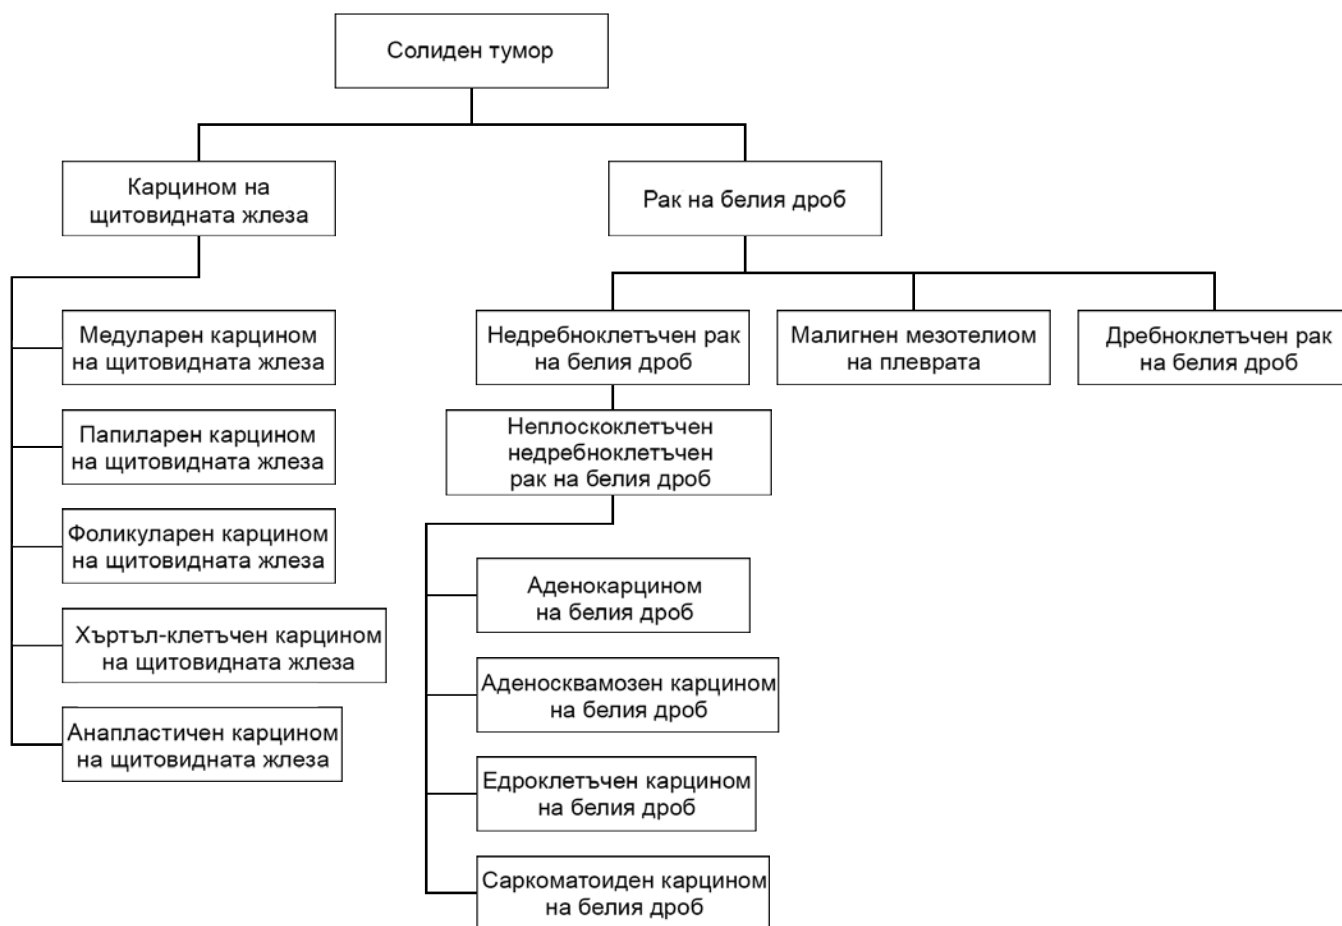 Солиден тумор
Карцином на
щитовидната жлеза
Рак на белия дроб
Медуларен карцином
на щитовидната жлеза
Папиларен карцином
на щитовидната жлеза
Фоликуларен карцином
на щитовидната жлеза
Хъртъл-клетъчен карцином
на щитовидната жлеза
Анапластичен карцином
на щитовидната жлеза
Недребноклетъчен рак
на белия дроб
Малигнен мезотелиом
на плеврата
Дребноклетъчен рак
на белия дроб
Неплоскоклетъчен
недребноклетъчен
рак на белия дроб
Аденокарцином
на белия дроб
Аденосквамозен карцином
на белия дроб
Едроклетъчен карцином
на белия дроб
Саркоматоиден карцином
на белия дроб